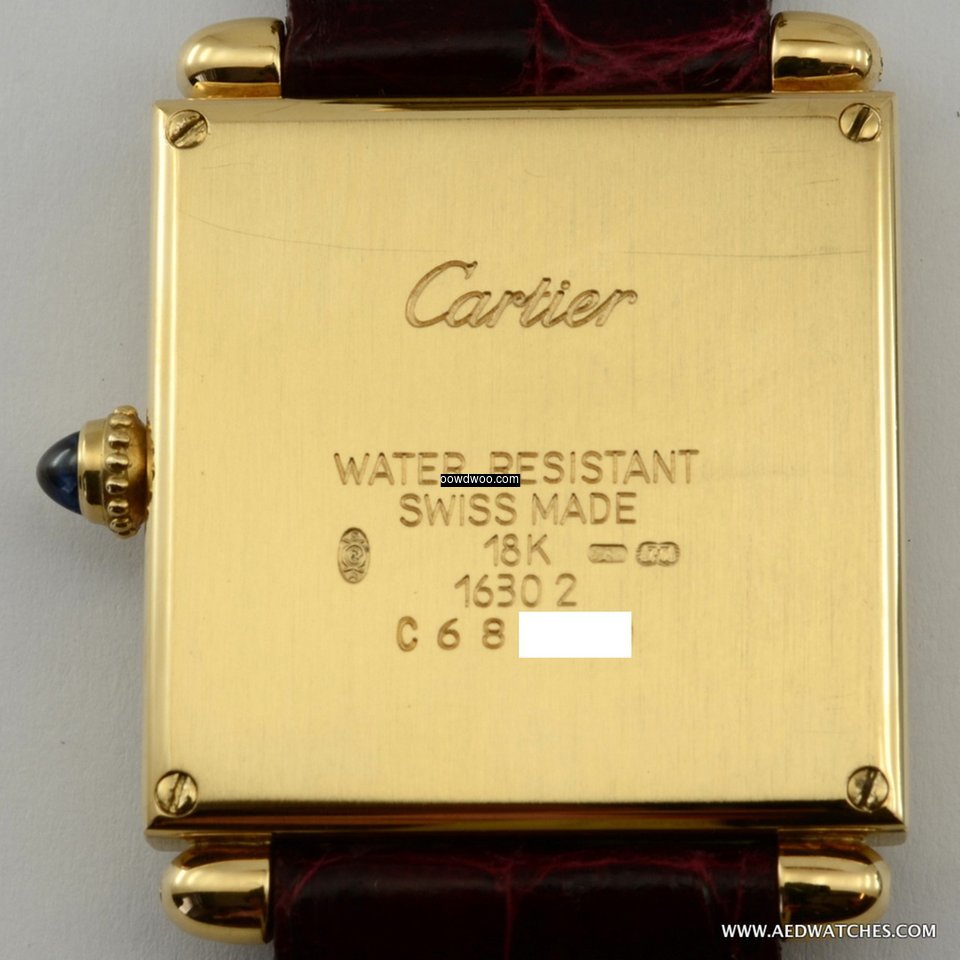 Cartier
WATER RESISTANT
oowdwoo.com
SWISS MADE
18K
1630 2
C 6 8
WWW.AEDWATCHES.COM